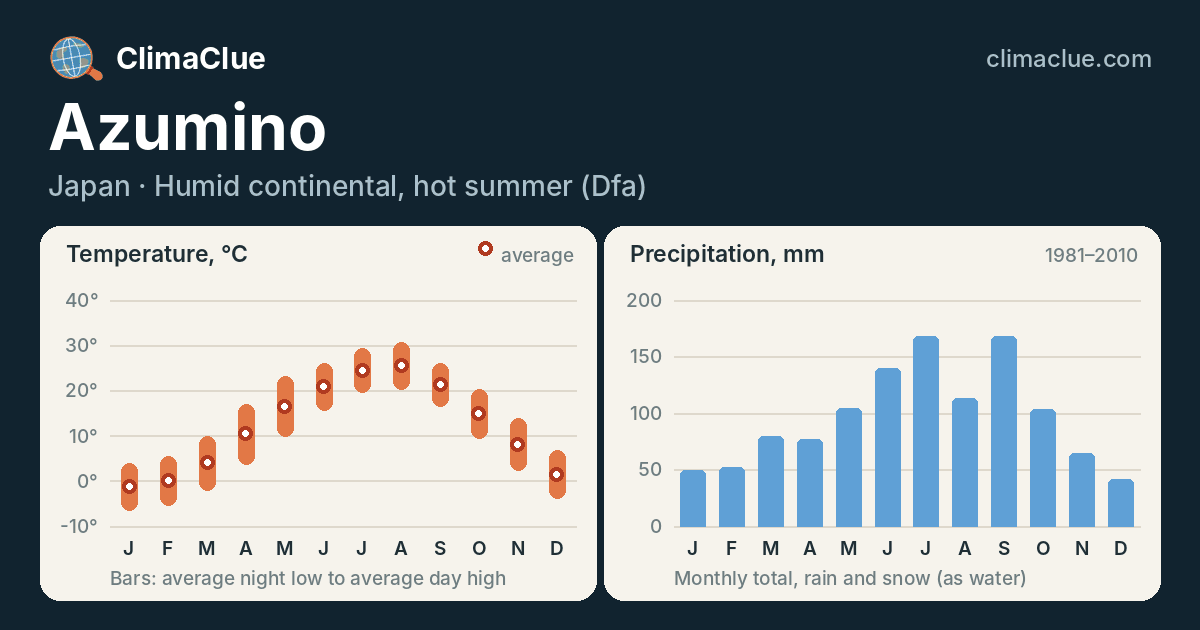 ClimaClue
climaclue.com
Azumino
Japan · Humid continental, hot summer (Dfa)
Temperature, °C
average
40°
30°
20°
10°
0°
-10°
J F M A M J J A S O N D
Bars: average night low to average day high
Precipitation, mm
1981–2010
200
150
100
50
0
J F M A M J J A S O N D
Monthly total, rain and snow (as water)